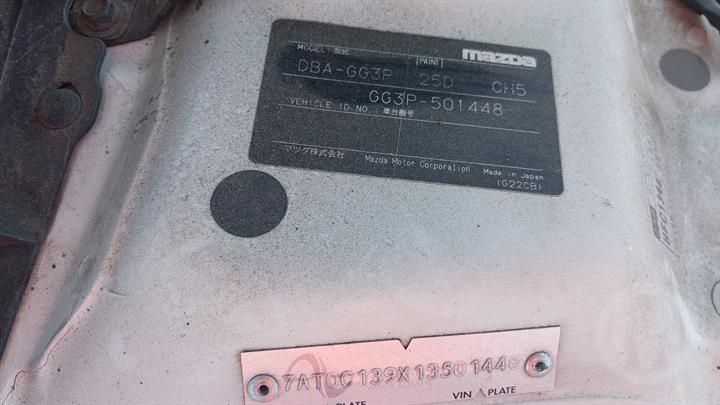 MODEL 型式 PAINT mazda
DBA-GG3P 25D CH5
GG3P-501448
VEHICLE ID.NO. 車台番号
マツダ株式会社 Mazda Motor Corporation Made in Japan
(G22CB)
7AT0C139X13501448
VIN PLATE